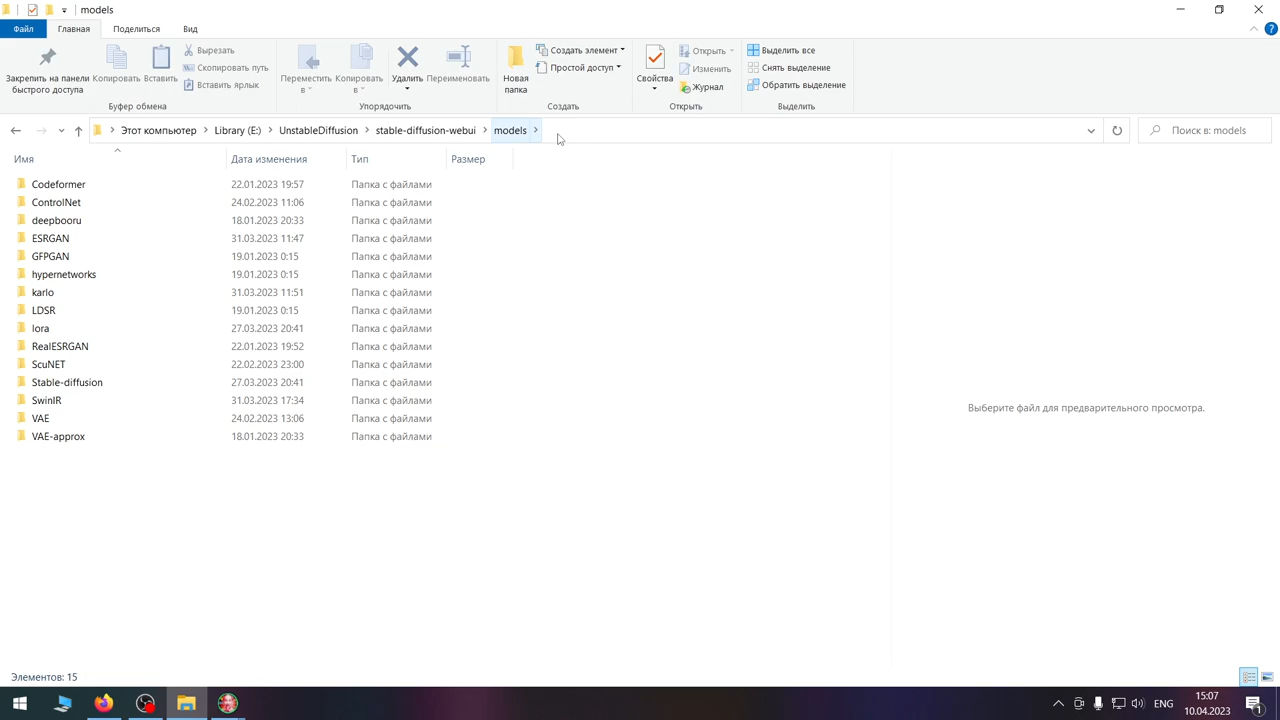 models
Файл Главная Поделиться Вид
Закрепить на панели быстрого доступа
Копировать
Вставить
Вырезать
Скопировать путь
Вставить ярлык
Буфер обмена
Переместить в
Копировать в
Удалить
Переименовать
Упорядочить
Новая папка
Создать элемент
Простой доступ
Создать
Свойства
Открыть
Изменить
Журнал
Открыть
Выделить все
Снять выделение
Обратить выделение
Выделить
Этот компьютер Library (E:) UnstableDiffusion stable-diffusion-webui models
Поиск в: models
Имя Дата изменения Тип Размер
Codeformer 22.01.2023 19:57 Папка с файлами
ControlNet 24.02.2023 11:06 Папка с файлами
deepbooru 18.01.2023 20:33 Папка с файлами
ESRGAN 31.03.2023 11:47 Папка с файлами
GFPGAN 19.01.2023 0:15 Папка с файлами
hypernetworks 19.01.2023 0:15 Папка с файлами
karlo 31.03.2023 11:51 Папка с файлами
LDSR 19.01.2023 0:15 Папка с файлами
lora 27.03.2023 20:41 Папка с файлами
RealESRGAN 22.01.2023 19:52 Папка с файлами
ScuNET 22.02.2023 23:00 Папка с файлами
Stable-diffusion 27.03.2023 20:41 Папка с файлами
SwinIR 31.03.2023 17:34 Папка с файлами
VAE 24.02.2023 13:06 Папка с файлами
VAE-approx 18.01.2023 20:33 Папка с файлами
Выберите файл для предварительного просмотра.
Элементов: 15
ENG
15:07
10.04.2023